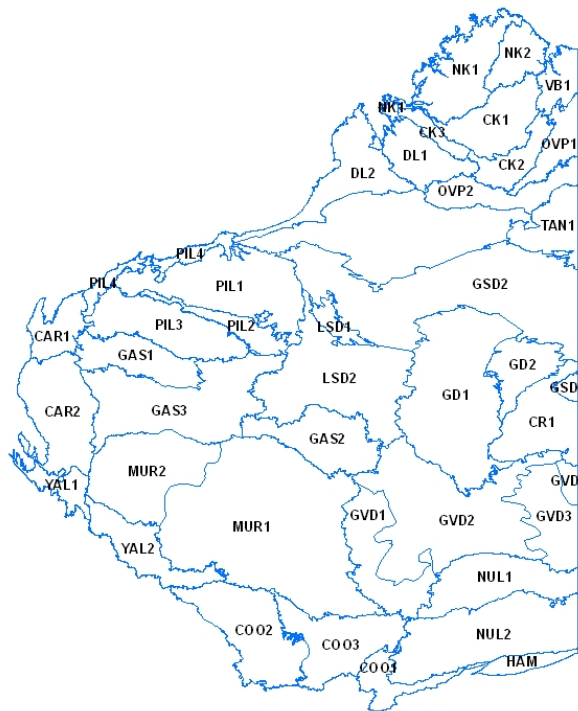 NK2
NK1
VB1
NK1
CK1
CK3
OVP1
DL1
CK2
DL2
OVP2
TAN1
PIL4
PIL4
PIL1
GSD2
PIL3
PIL2
LSD1
CAR1
GAS1
GD2
LSD2
GSD
GD1
CAR2
GAS3
CR1
GAS2
MUR2
YAL1
GVD
GVD1
GVD2
GVD3
MUR1
YAL2
NUL1
COO2
NUL2
COO3
HAM
COO1